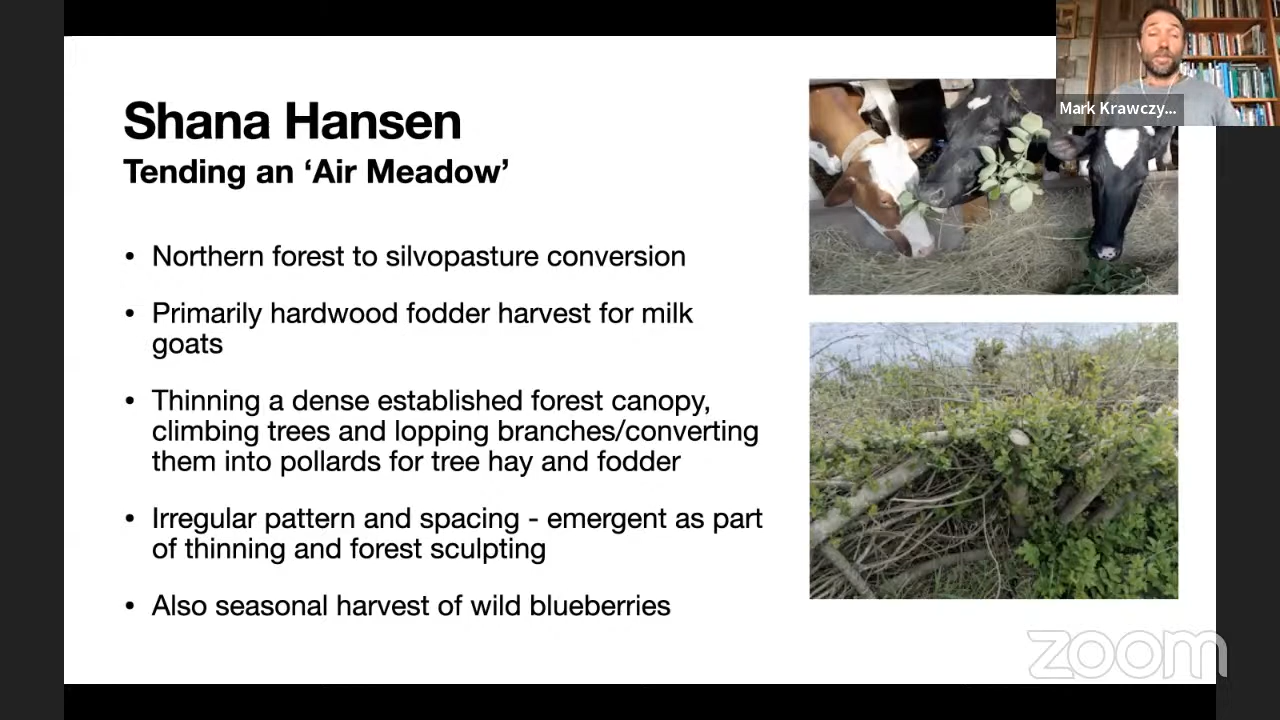 Mark Krawczy...
Shana Hansen
Tending an ‘Air Meadow’
• Northern forest to silvopasture conversion
• Primarily hardwood fodder harvest for milk
goats
• Thinning a dense established forest canopy,
climbing trees and lopping branches/converting
them into pollards for tree hay and fodder
• Irregular pattern and spacing - emergent as part
of thinning and forest sculpting
• Also seasonal harvest of wild blueberries
zoom